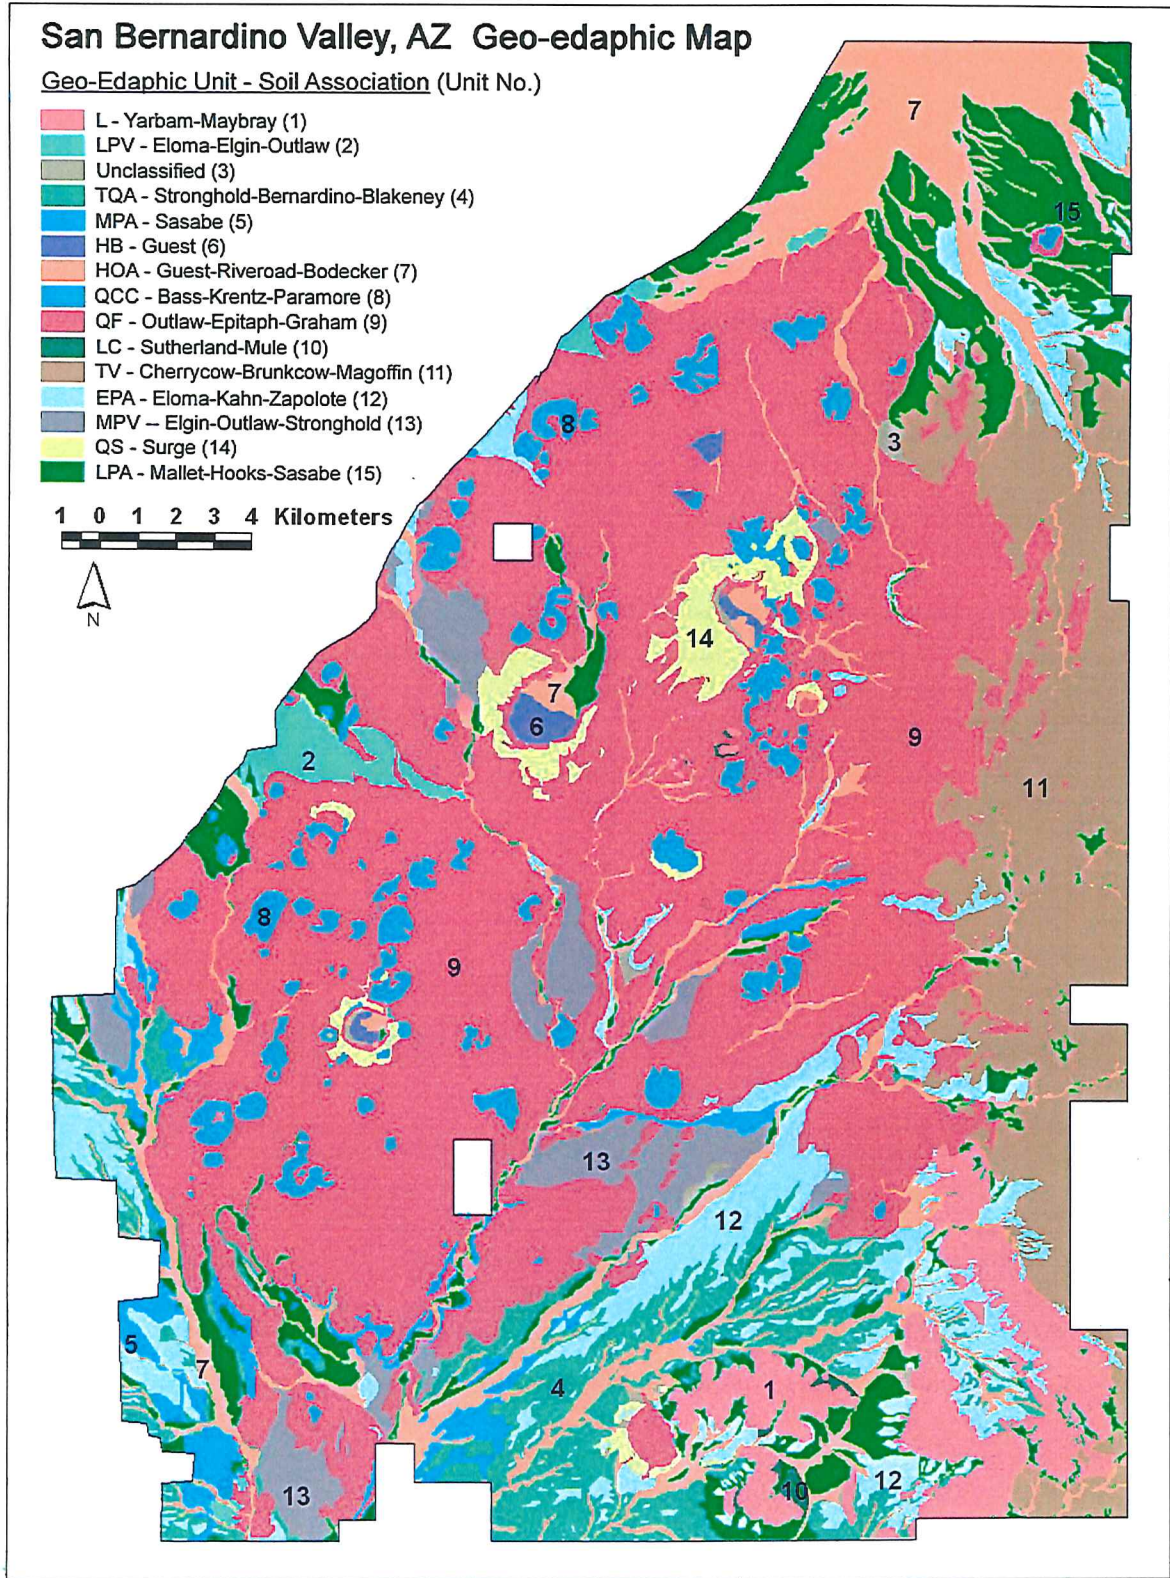 San Bernardino Valley, AZ Geo-edaphic Map
Geo-Edaphic Unit - Soil Association (Unit No.)
L - Yarbam-Maybray (1)
LPV - Eloma-Elgin-Outlaw (2)
Unclassified (3)
TQA - Stronghold-Bernardino-Blakeney (4)
MPA - Sasabe (5)
HB - Guest (6)
HOA - Guest-Riveroad-Bodecker (7)
QCC - Bass-Krentz-Paramore (8)
QF - Outlaw-Epitaph-Graham (9)
LC - Sutherland-Mule (10)
TV - Cherrycow-Brunkcow-Magoffin (11)
EPA - Eloma-Kahn-Zapolote (12)
MPV – Elgin-Outlaw-Stronghold (13)
QS - Surge (14)
LPA - Mallet-Hooks-Sasabe (15)
1 0 1 2 3 4 Kilometers
N
7
15
8
3
14
7
6
9
2
11
8
9
13
12
5
7
4
1
13
10
12